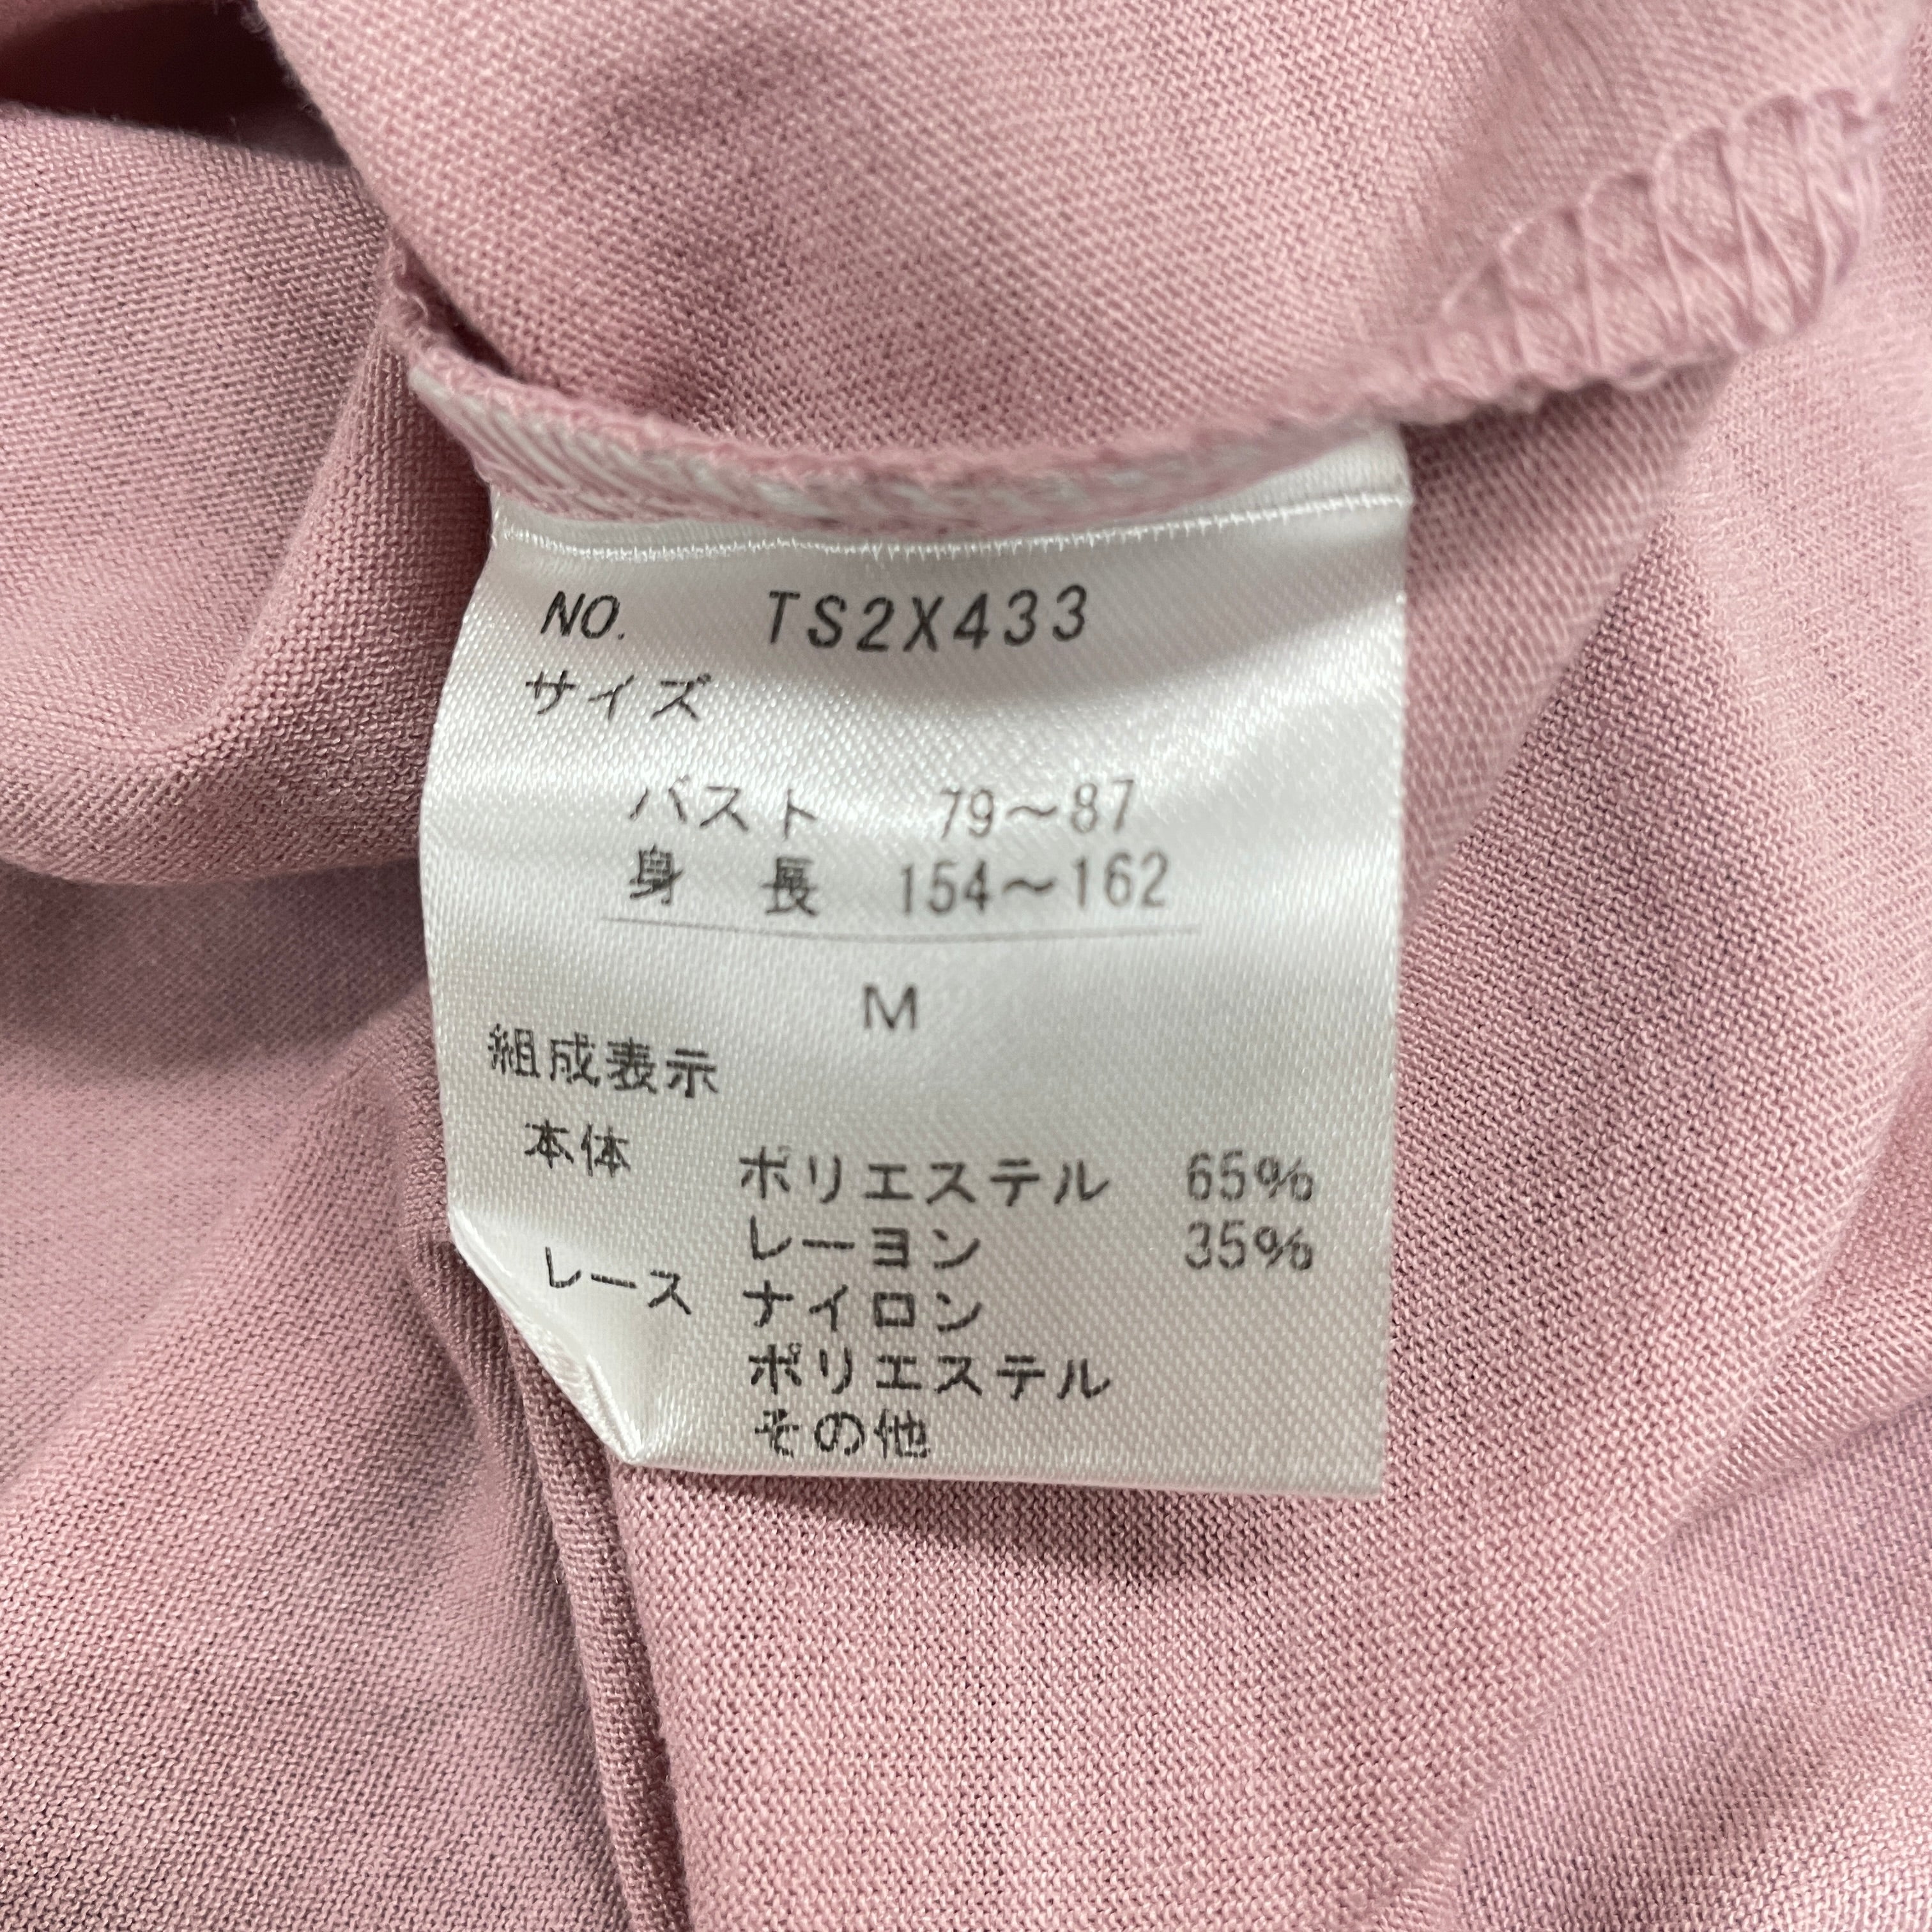 NO. TS2X433
サイズ
バスト 79～87
身 長 154～162
M
組成表示
本体 ポリエステル 65%
レーヨン 35%
レース ナイロン
ポリエステル
その他